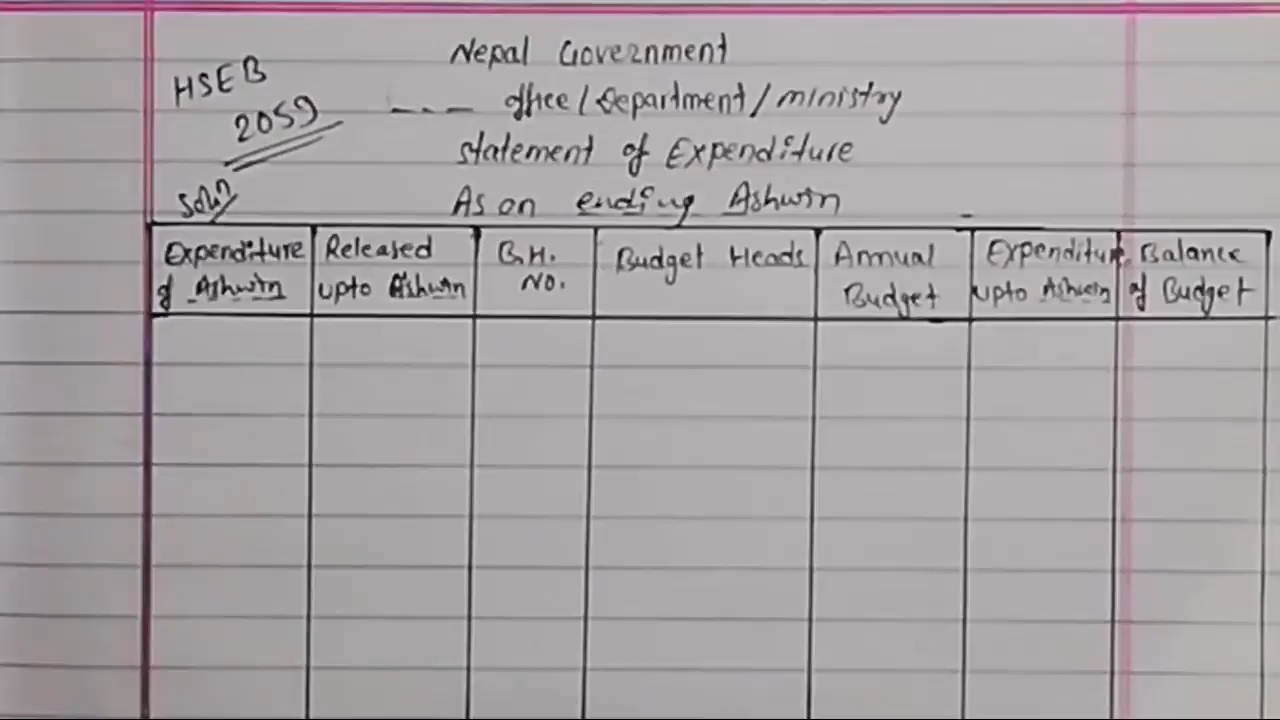 Nepal Government
HSEB
2059
---- office/Department/ministry
statement of Expenditure
Soln
As on ending Ashwin
Expenditure of Ashwin
Released upto Ashwin
B.H. No.
Budget Heads
Annual Budget
Expenditure upto Ashwin
Balance of Budget